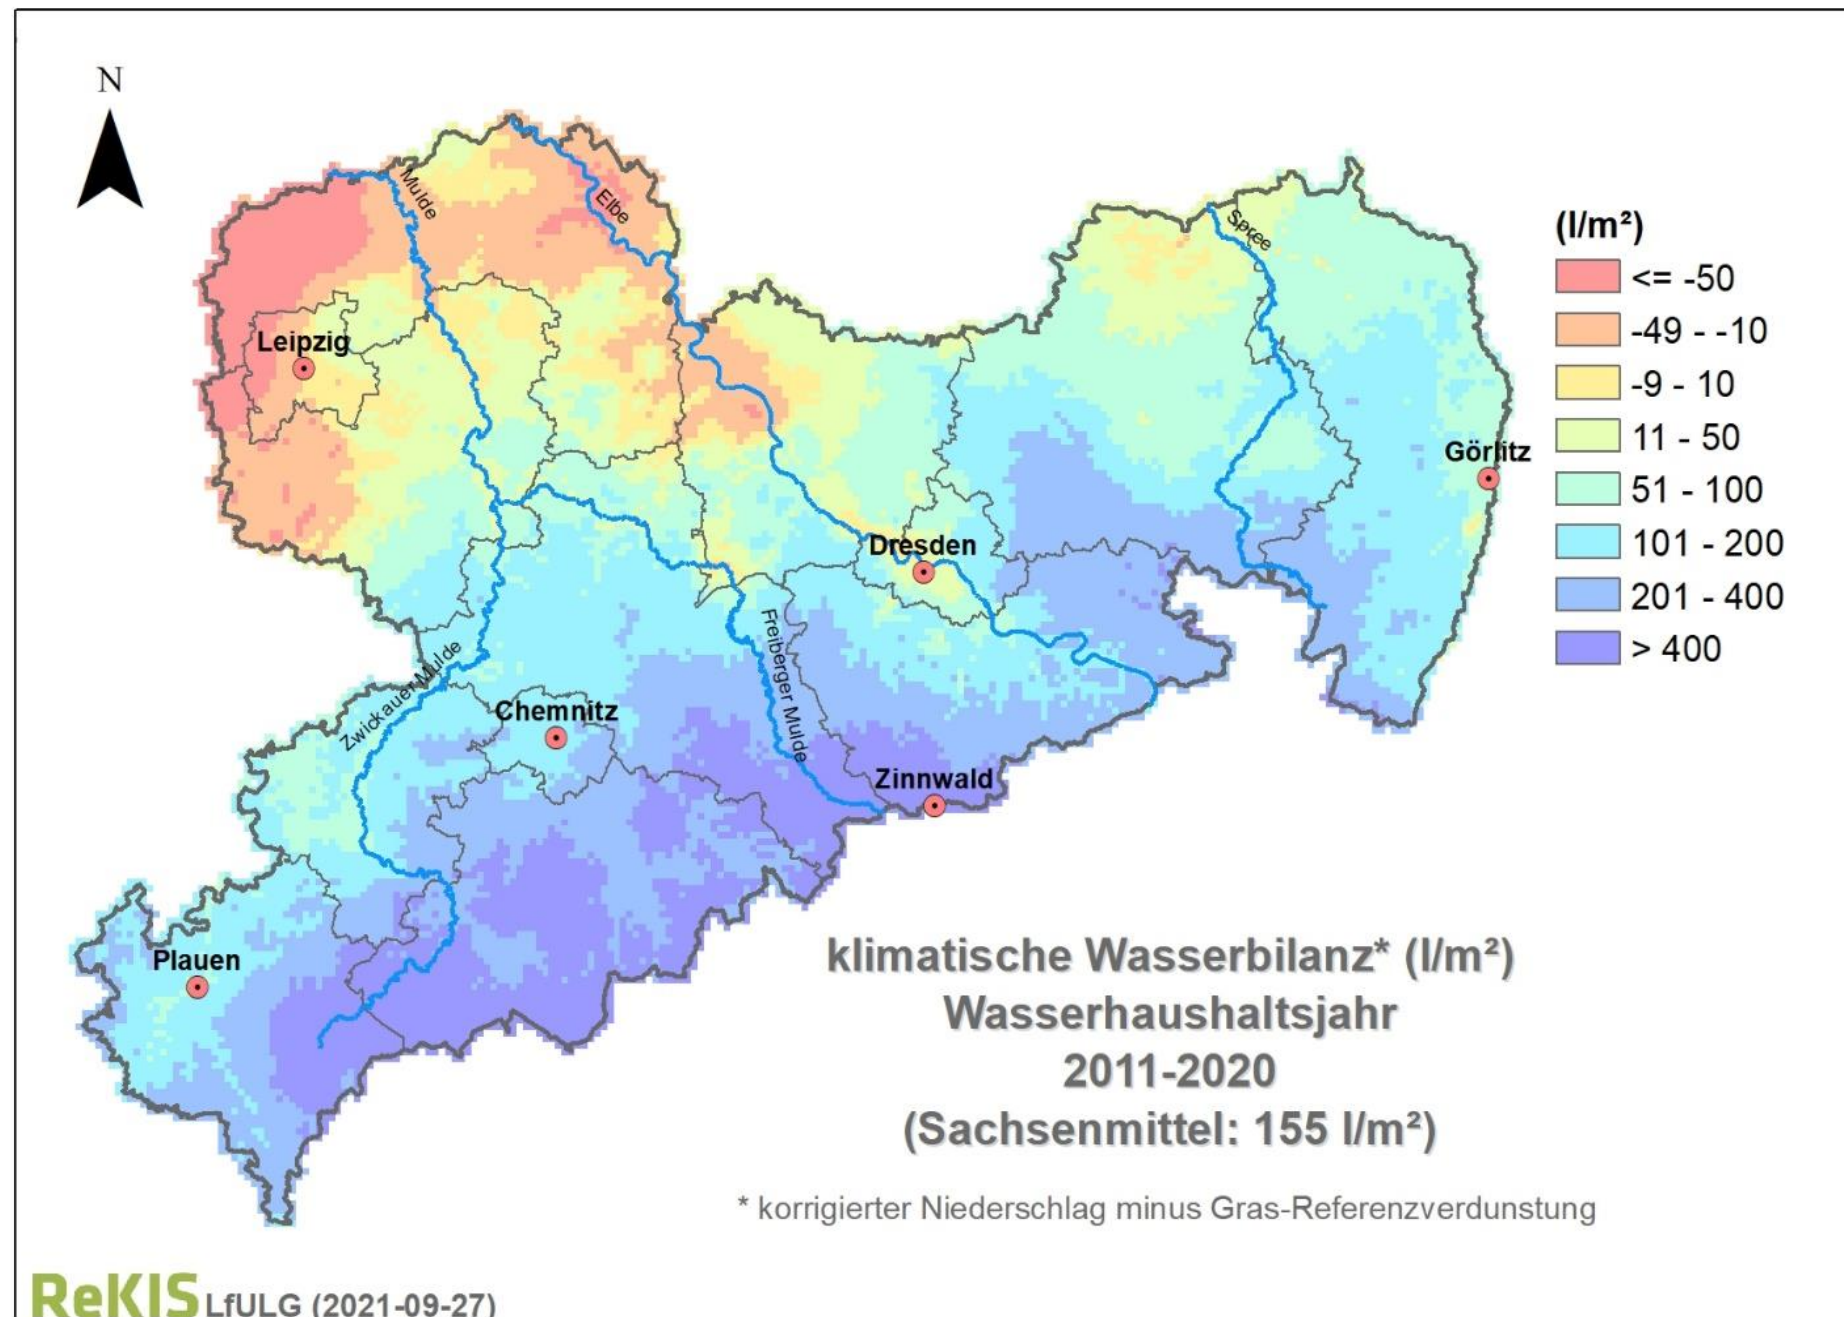 N
Mulde
Elbe
Spree
(l/m²)
<= -50
-49 - -10
-9 - 10
11 - 50
51 - 100
101 - 200
201 - 400
> 400
Leipzig
Görlitz
Dresden
Freiberger Mulde
Zwickauer Mulde
Chemnitz
Zinnwald
Plauen
klimatische Wasserbilanz* (l/m²)
Wasserhaushaltsjahr
2011-2020
(Sachsenmittel: 155 l/m²)
* korrigierter Niederschlag minus Gras-Referenzverdunstung
ReKIS LfULG (2021-09-27)